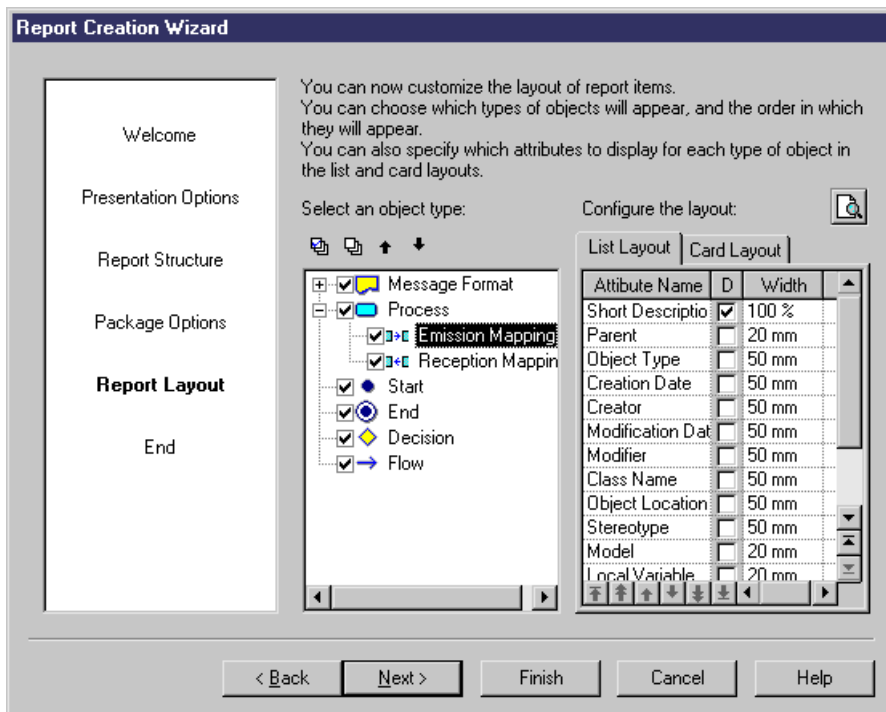 Report Creation Wizard
Welcome
Presentation Options
Report Structure
Package Options
Report Layout
End
You can now customize the layout of report items.
You can choose which types of objects will appear, and the order in which
they will appear.
You can also specify which attributes to display for each type of object in
the list and card layouts.
Select an object type:
Message Format
Process
Emission Mapping
Reception Mappin
Start
End
Decision
Flow
Configure the layout:
List Layout Card Layout
Attibute Name D Width
Short Descriptio 100 %
Parent 20 mm
Object Type 50 mm
Creation Date 50 mm
Creator 50 mm
Modification Dat 50 mm
Modifier 50 mm
Class Name 50 mm
Object Location 50 mm
Stereotype 50 mm
Model 20 mm
Local Variable 20 mm
< Back Next > Finish Cancel Help